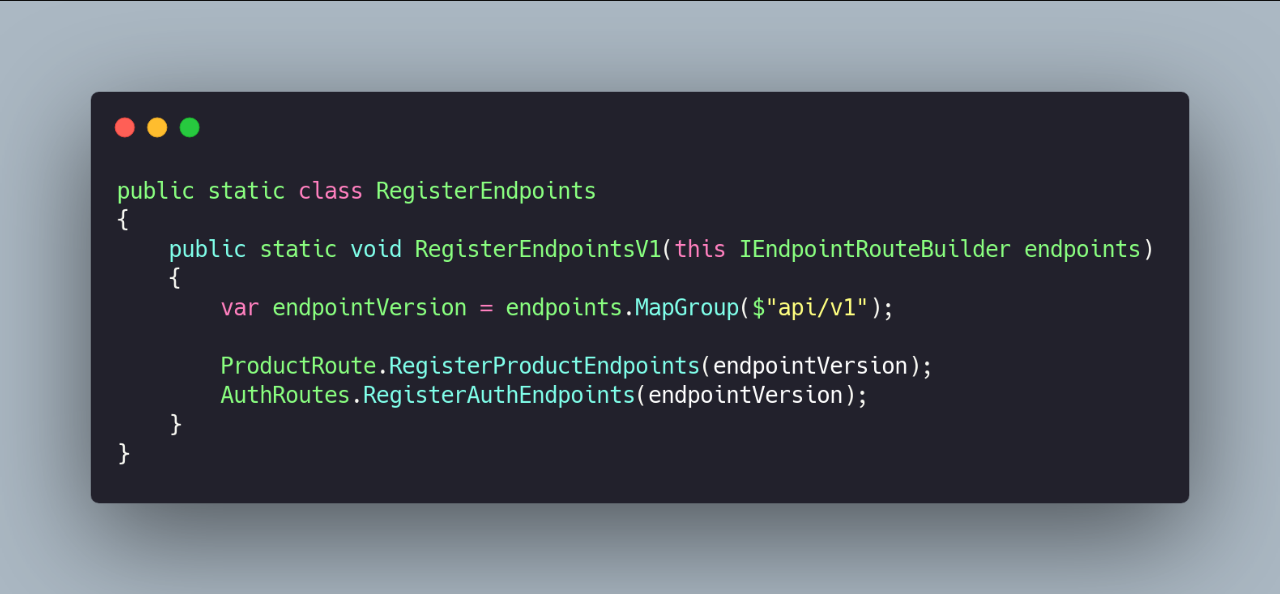 public static class RegisterEndpoints
{
    public static void RegisterEndpointsV1(this IEndpointRouteBuilder endpoints)
    {
        var endpointVersion = endpoints.MapGroup($"api/v1");

        ProductRoute.RegisterProductEndpoints(endpointVersion);
        AuthRoutes.RegisterAuthEndpoints(endpointVersion);
    }
}